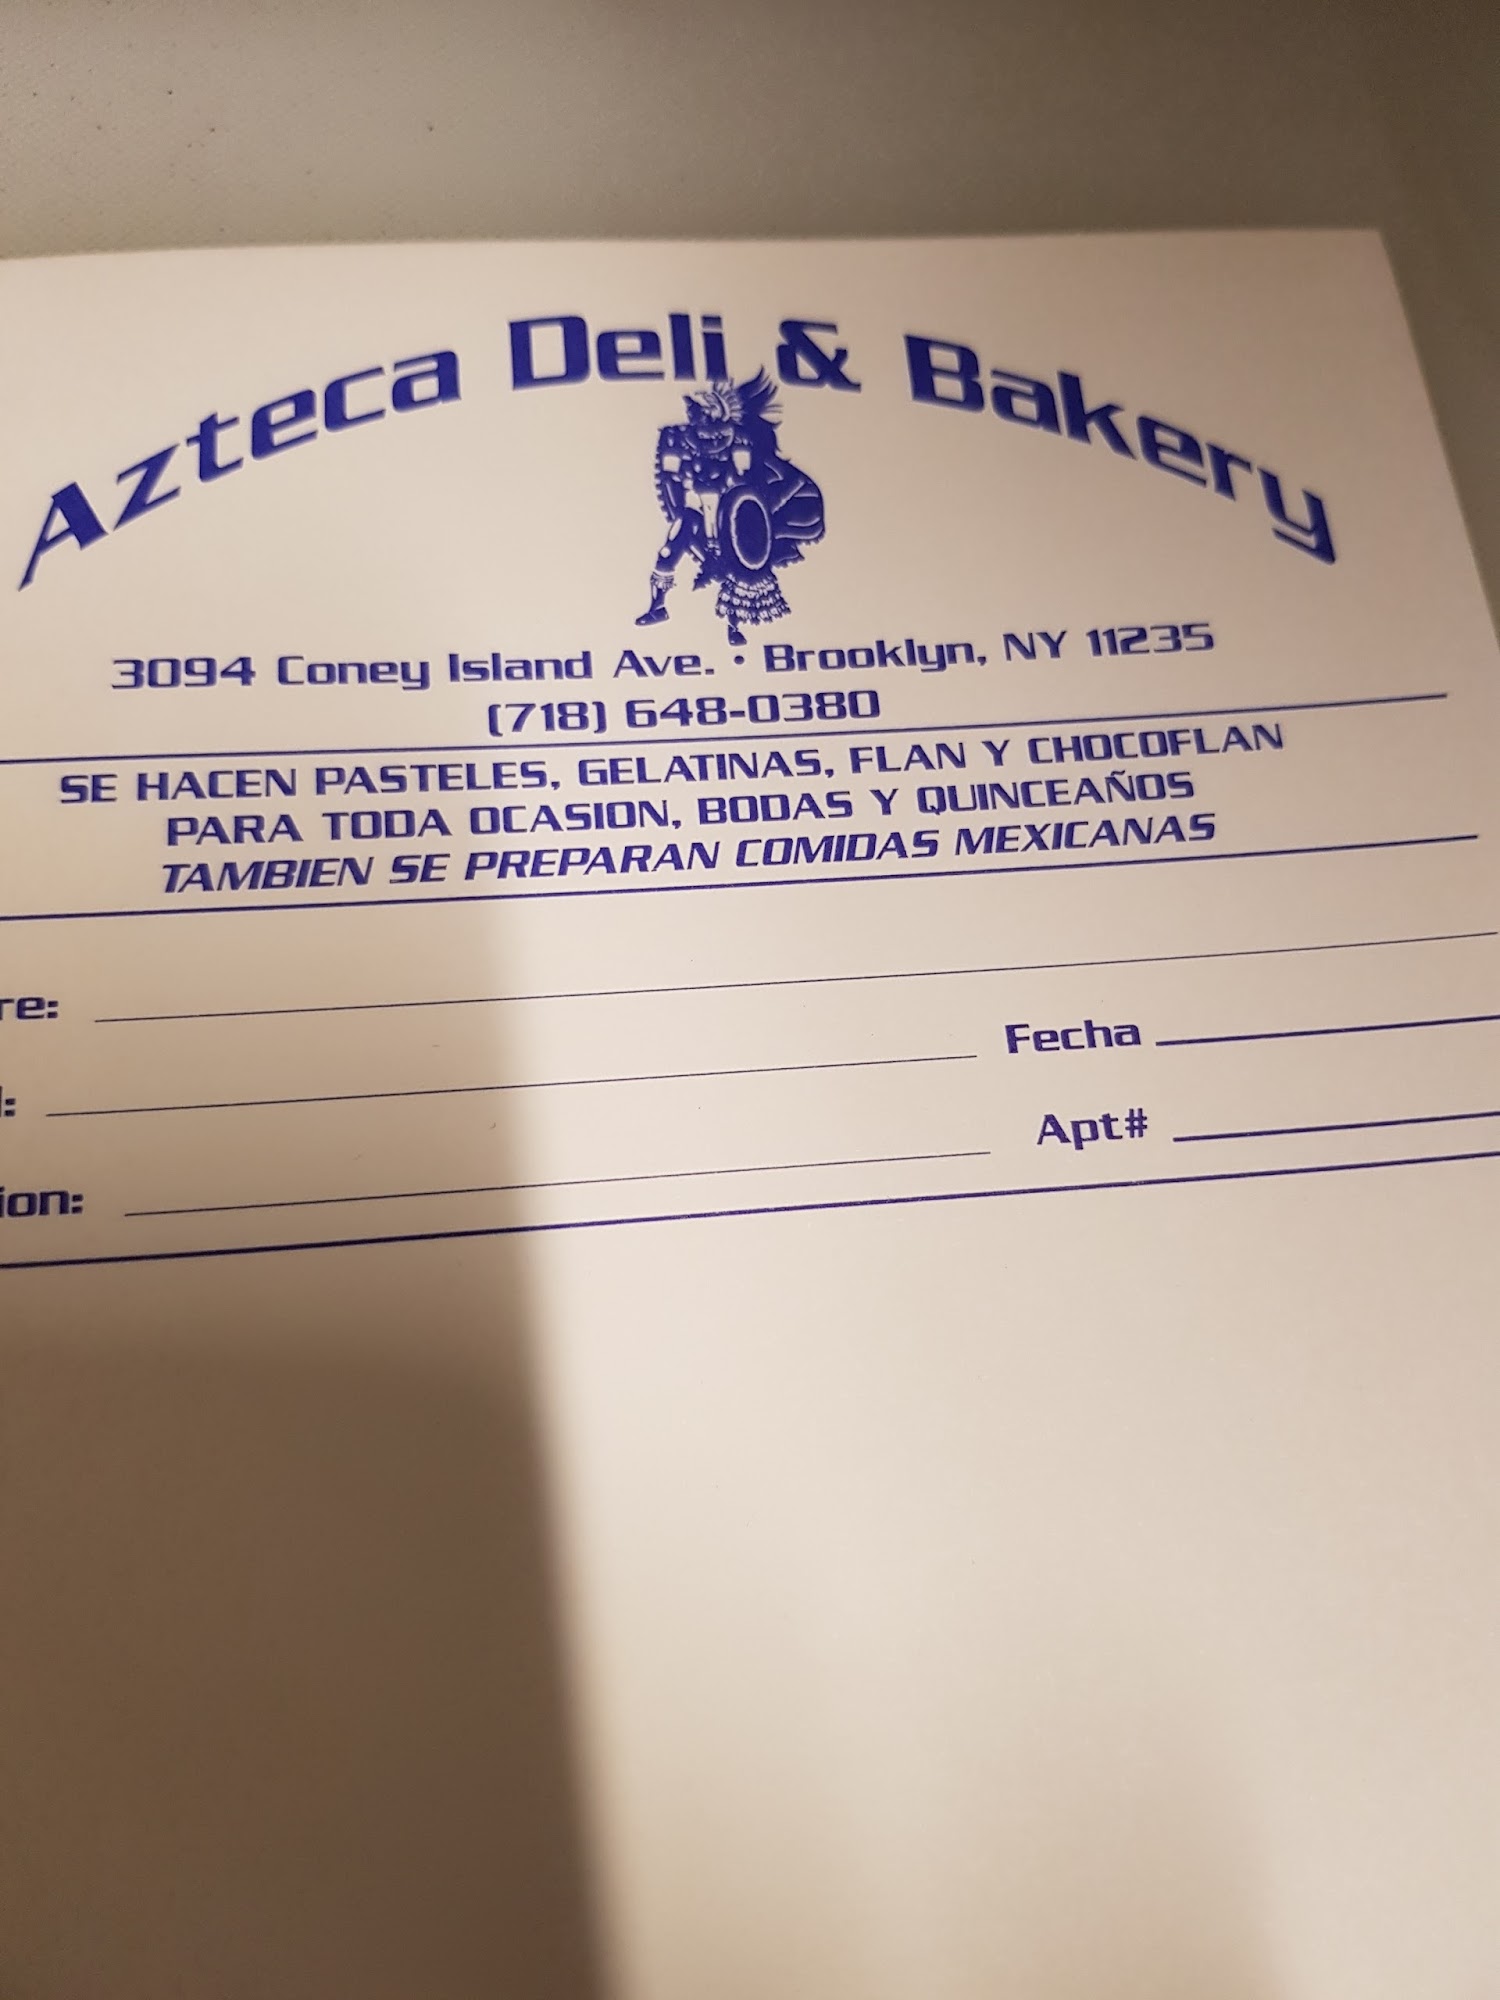 Azteca Deli & Bakery
3094 Coney Island Ave. • Brooklyn, NY 11235
(718) 648-0380
SE HACEN PASTELES, GELATINAS, FLAN Y CHOCOFLAN
PARA TODA OCASION, BODAS Y QUINCEAÑOS
TAMBIEN SE PREPARAN COMIDAS MEXICANAS
re:
Fecha
l:
Apt#
ion: